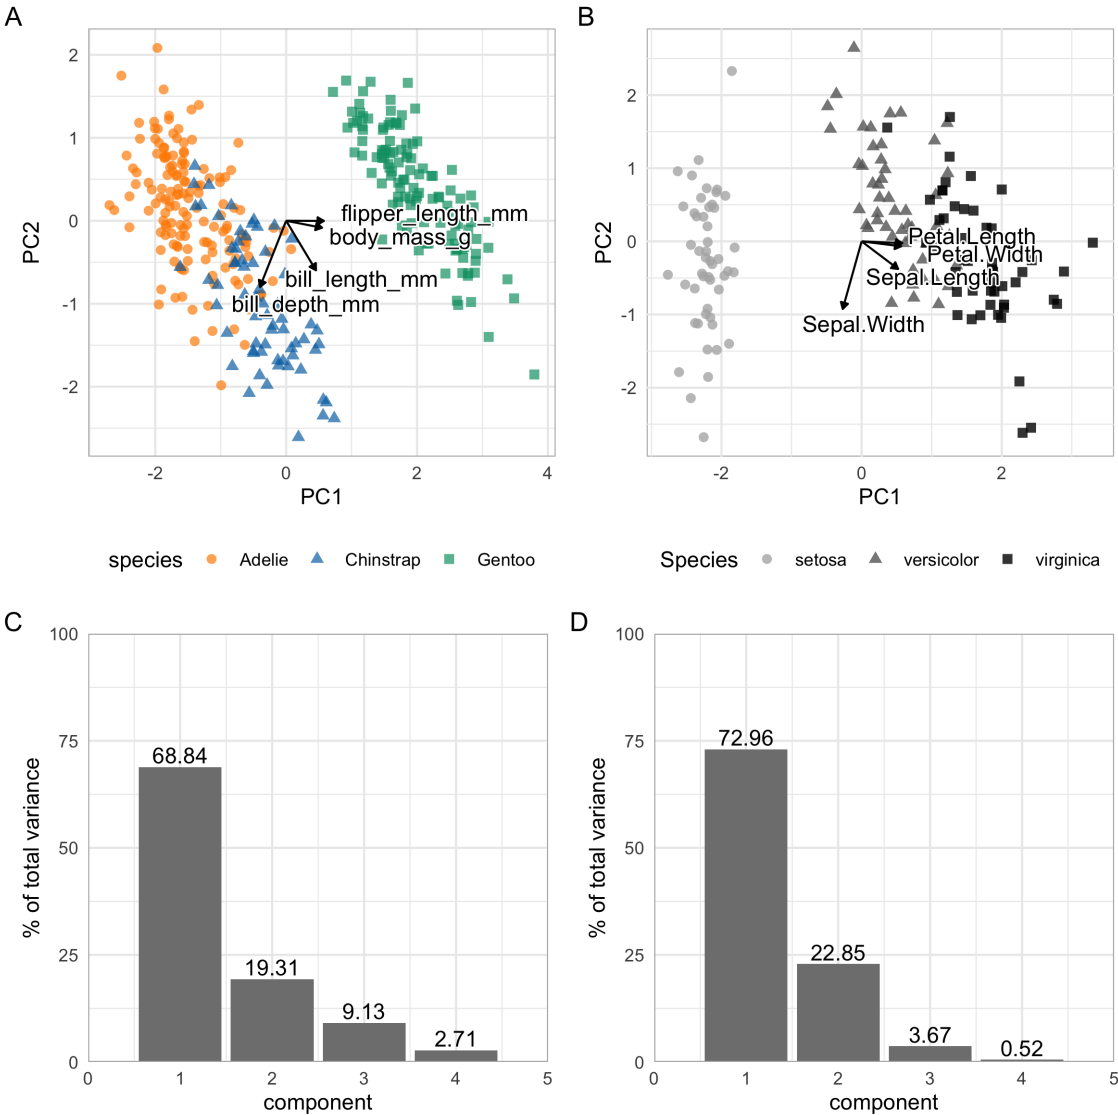 A
PC2
2
1
0
-1
-2
flipper_length_mm
body_mass_g
bill_length_mm
bill_depth_mm
-2 0 2 4
PC1
species Adelie Chinstrap Gentoo
B
PC2
2
1
0
-1
-2
Petal.Length
Petal.Width
Sepal.Length
Sepal.Width
-2 0 2
PC1
Species setosa versicolor virginica
C
% of total variance
100
75
50
25
0
68.84
19.31
9.13
2.71
0 1 2 3 4 5
component
D
% of total variance
100
75
50
25
0
72.96
22.85
3.67
0.52
0 1 2 3 4 5
component